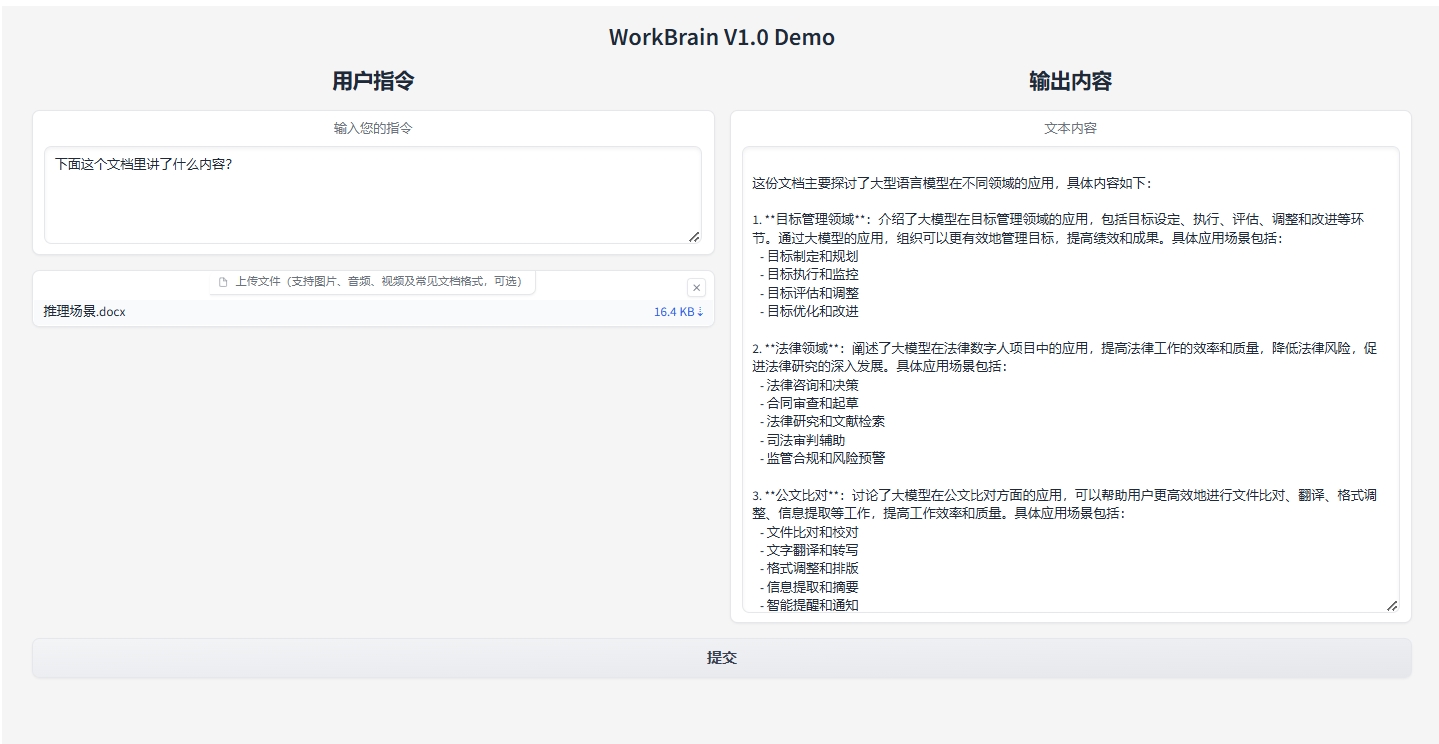 WorkBrain V1.0 Demo
用户指令
输入您的指令
下面这个文档里讲了什么内容？
上传文件（支持图片、音频、视频及常见文档格式，可选）
推理场景.docx
16.4 KB↓
输出内容
文本内容
这份文档主要探讨了大型语言模型在不同领域的应用，具体内容如下：
1. **目标管理领域**：介绍了大模型在目标管理领域的应用，包括目标设定、执行、评估、调整和改进等环
节。通过大模型的应用，组织可以更有效地管理目标，提高绩效和成果。具体应用场景包括：
- 目标制定和规划
- 目标执行和监控
- 目标评估和调整
- 目标优化和改进
2. **法律领域**：阐述了大模型在法律数字人项目中的应用，提高法律工作的效率和质量，降低法律风险，促
进法律研究的深入发展。具体应用场景包括：
- 法律咨询和决策
- 合同审查和起草
- 法律研究和文献检索
- 司法审判辅助
- 监管合规和风险预警
3. **公文比对**：讨论了大模型在公文比对方面的应用，可以帮助用户更高效地进行文件比对、翻译、格式调
整、信息提取等工作，提高工作效率和质量。具体应用场景包括：
- 文件比对和校对
- 文字翻译和转写
- 格式调整和排版
- 信息提取和摘要
- 智能提醒和通知
提交